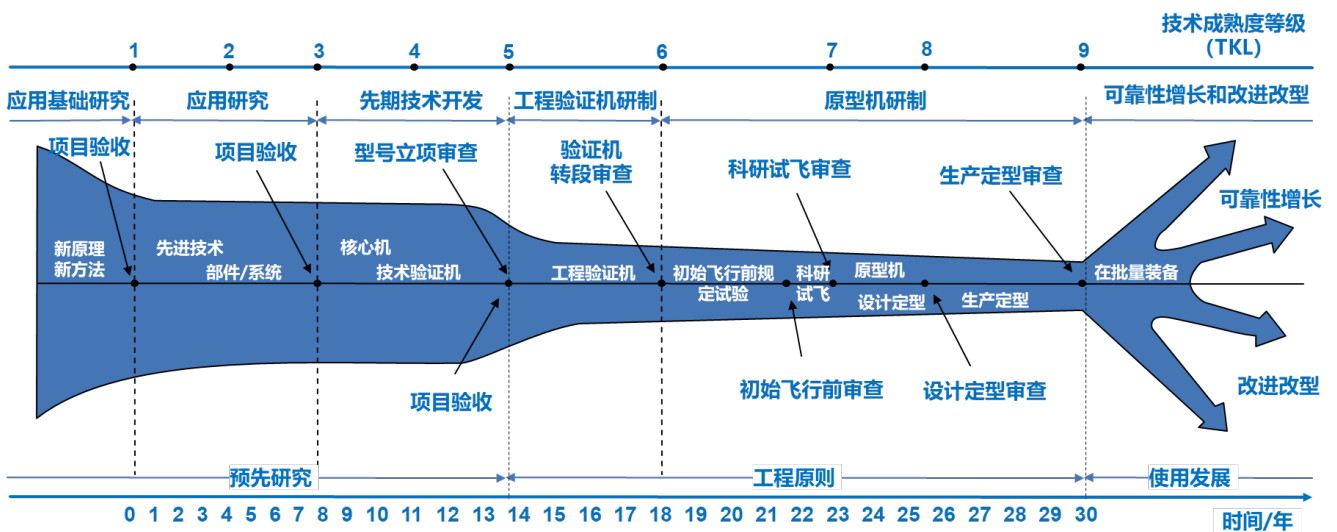 技术成熟度等级
(TKL)
1 2 3 4 5 6 7 8 9
应用基础研究 应用研究 先期技术开发 工程验证机研制 原型机研制 可靠性增长和改进改型
项目验收
项目验收
型号立项审查
验证机
转段审查
科研试飞审查
生产定型审查
可靠性增长
新原理
新方法
先进技术
部件/系统
核心机
技术验证机
工程验证机
初始飞行前规
定试验
科研
试飞
原型机
设计定型
生产定型
在批量装备
项目验收
初始飞行前审查
设计定型审查
改进改型
预先研究 工程原则 使用发展
0 1 2 3 4 5 6 7 8 9 10 11 12 13 14 15 16 17 18 19 20 21 22 23 24 25 26 27 28 29 30
时间/年